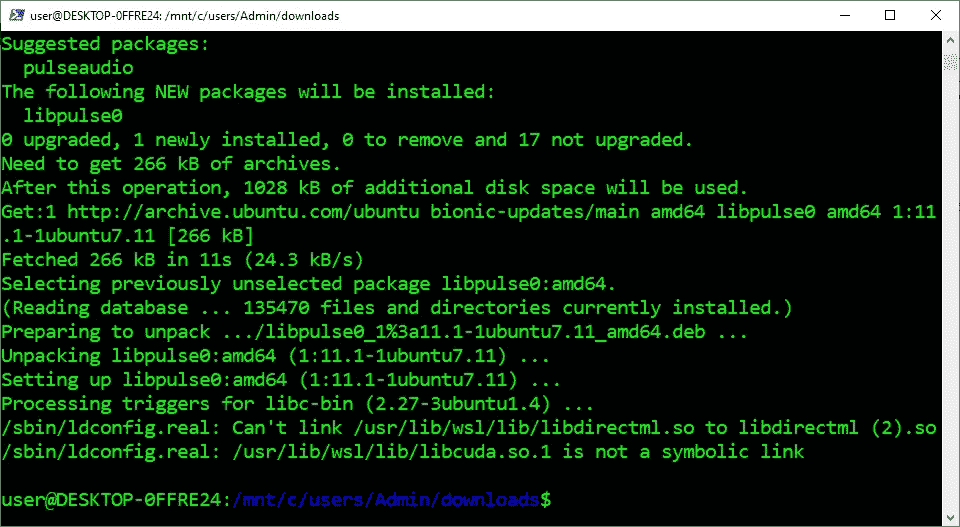 user@DESKTOP-0FFRE24: /mnt/c/users/Admin/downloads
Suggested packages:
  pulseaudio
The following NEW packages will be installed:
  libpulse0
0 upgraded, 1 newly installed, 0 to remove and 17 not upgraded.
Need to get 266 kB of archives.
After this operation, 1028 kB of additional disk space will be used.
Get:1 http://archive.ubuntu.com/ubuntu bionic-updates/main amd64 libpulse0 amd64 1:11
.1-1ubuntu7.11 [266 kB]
Fetched 266 kB in 11s (24.3 kB/s)
Selecting previously unselected package libpulse0:amd64.
(Reading database ... 135470 files and directories currently installed.)
Preparing to unpack .../libpulse0_1%3a11.1-1ubuntu7.11_amd64.deb ...
Unpacking libpulse0:amd64 (1:11.1-1ubuntu7.11) ...
Setting up libpulse0:amd64 (1:11.1-1ubuntu7.11) ...
Processing triggers for libc-bin (2.27-3ubuntu1.4) ...
/sbin/ldconfig.real: Can't link /usr/lib/wsl/lib/libdirectml.so to libdirectml (2).so
/sbin/ldconfig.real: /usr/lib/wsl/lib/libcuda.so.1 is not a symbolic link
user@DESKTOP-0FFRE24:/mnt/c/users/Admin/downloads$